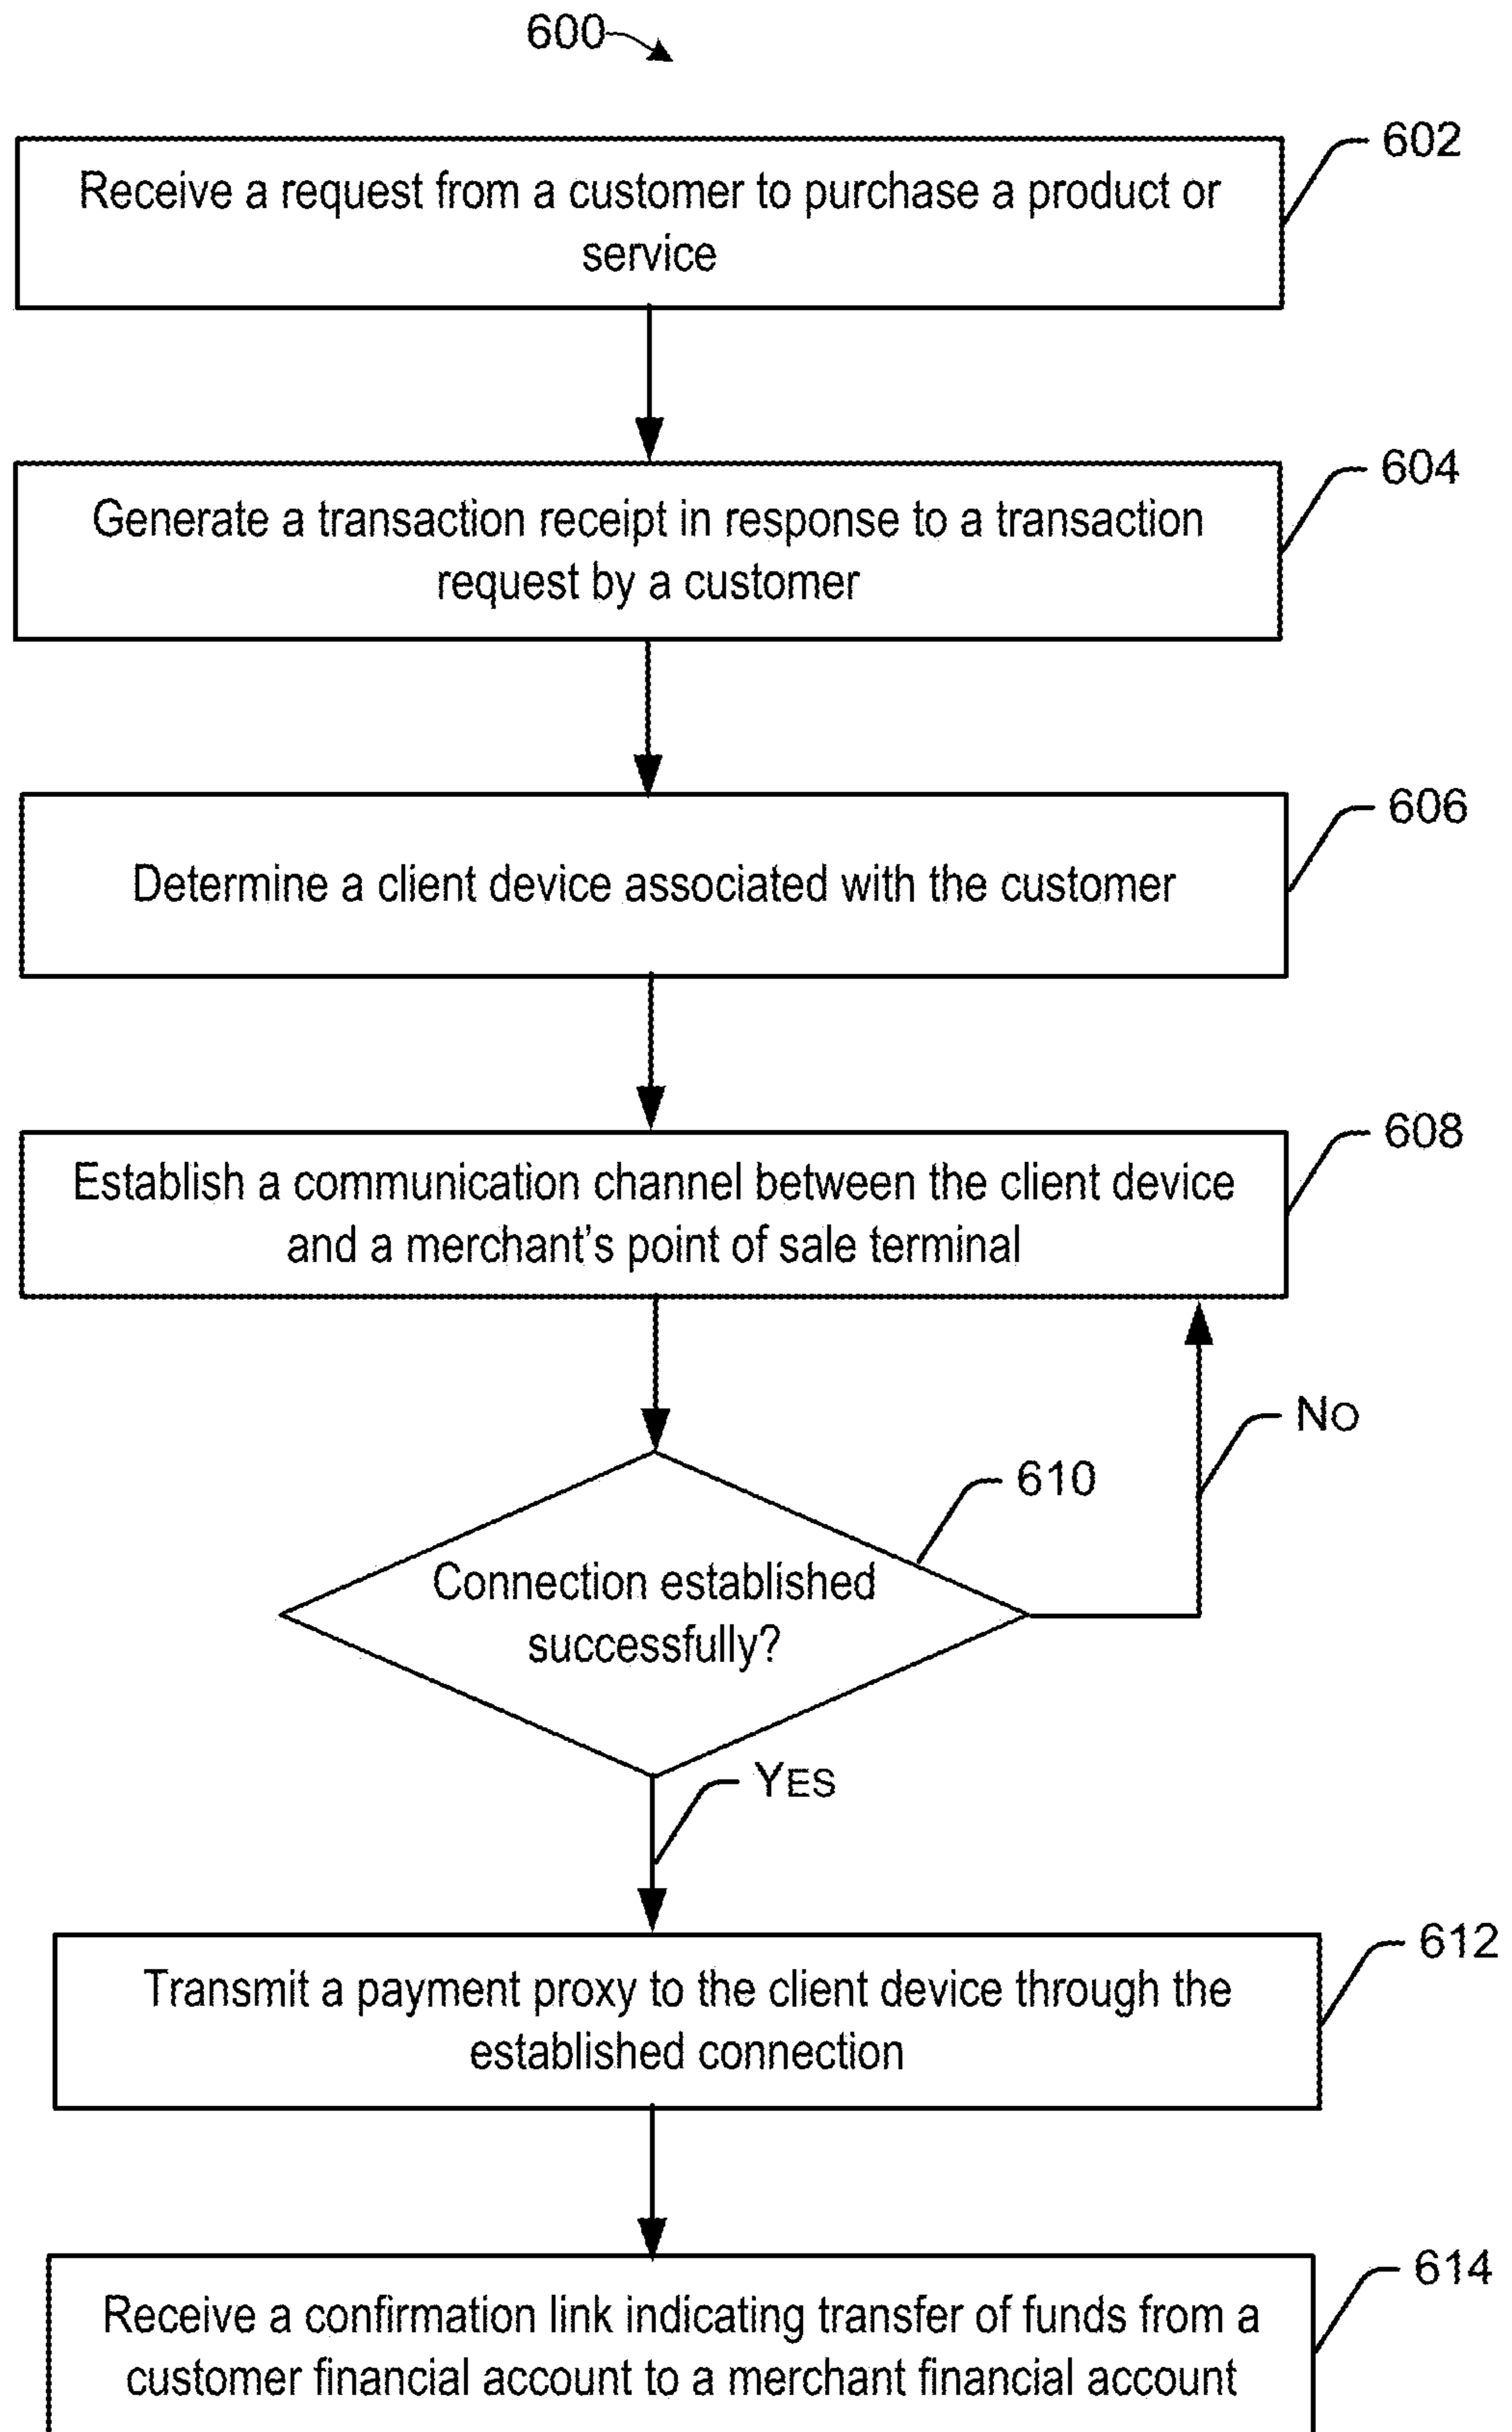 600
602
Receive a request from a customer to purchase a product or
service
604
Generate a transaction receipt in response to a transaction
request by a customer
606
Determine a client device associated with the customer
608
Establish a communication channel between the client device
and a merchant's point of sale terminal
NO
610
Connection established
successfully?
YES
612
Transmit a payment proxy to the client device through the
established connection
614
Receive a confirmation link indicating transfer of funds from a
customer financial account to a merchant financial account